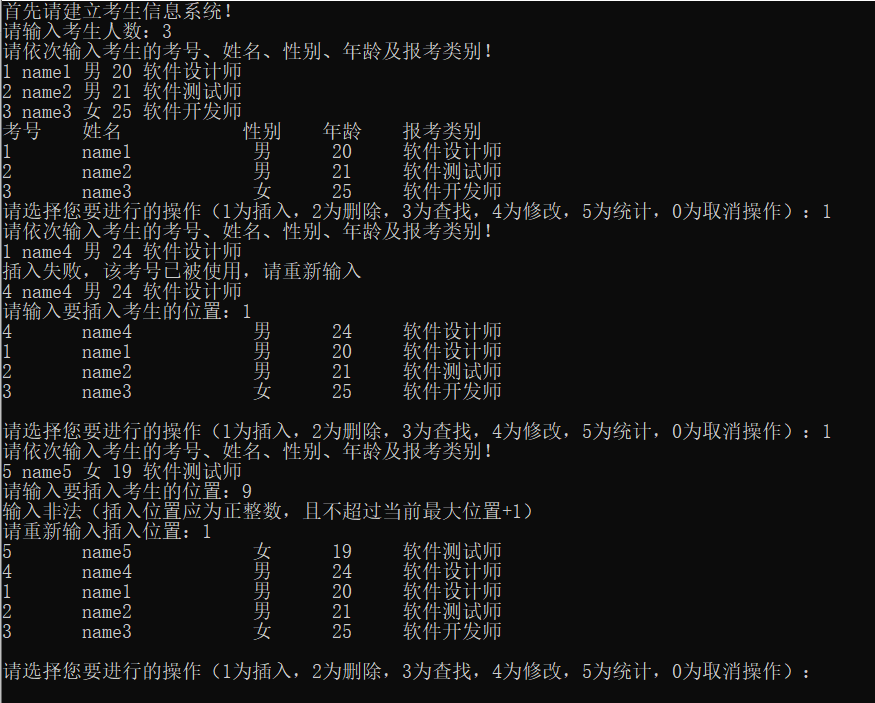 首先请建立考生信息系统！
请输入考生人数：3
请依次输入考生的考号、姓名、性别、年龄及报考类别！
1 name1 男 20 软件设计师
2 name2 男 21 软件测试师
3 name3 女 25 软件开发师
考号 姓名 性别 年龄 报考类别
1 name1 男 20 软件设计师
2 name2 男 21 软件测试师
3 name3 女 25 软件开发师
请选择您要进行的操作（1为插入，2为删除，3为查找，4为修改，5为统计，0为取消操作）：1
请依次输入考生的考号、姓名、性别、年龄及报考类别！
1 name4 男 24 软件设计师
插入失败，该考号已被使用，请重新输入
4 name4 男 24 软件设计师
请输入要插入考生的位置：1
4 name4 男 24 软件设计师
1 name1 男 20 软件设计师
2 name2 男 21 软件测试师
3 name3 女 25 软件开发师
请选择您要进行的操作（1为插入，2为删除，3为查找，4为修改，5为统计，0为取消操作）：1
请依次输入考生的考号、姓名、性别、年龄及报考类别！
5 name5 女 19 软件测试师
请输入要插入考生的位置：9
输入非法（插入位置应为正整数，且不超过当前最大位置+1）
请重新输入插入位置：1
5 name5 女 19 软件测试师
4 name4 男 24 软件设计师
1 name1 男 20 软件设计师
2 name2 男 21 软件测试师
3 name3 女 25 软件开发师
请选择您要进行的操作（1为插入，2为删除，3为查找，4为修改，5为统计，0为取消操作）：